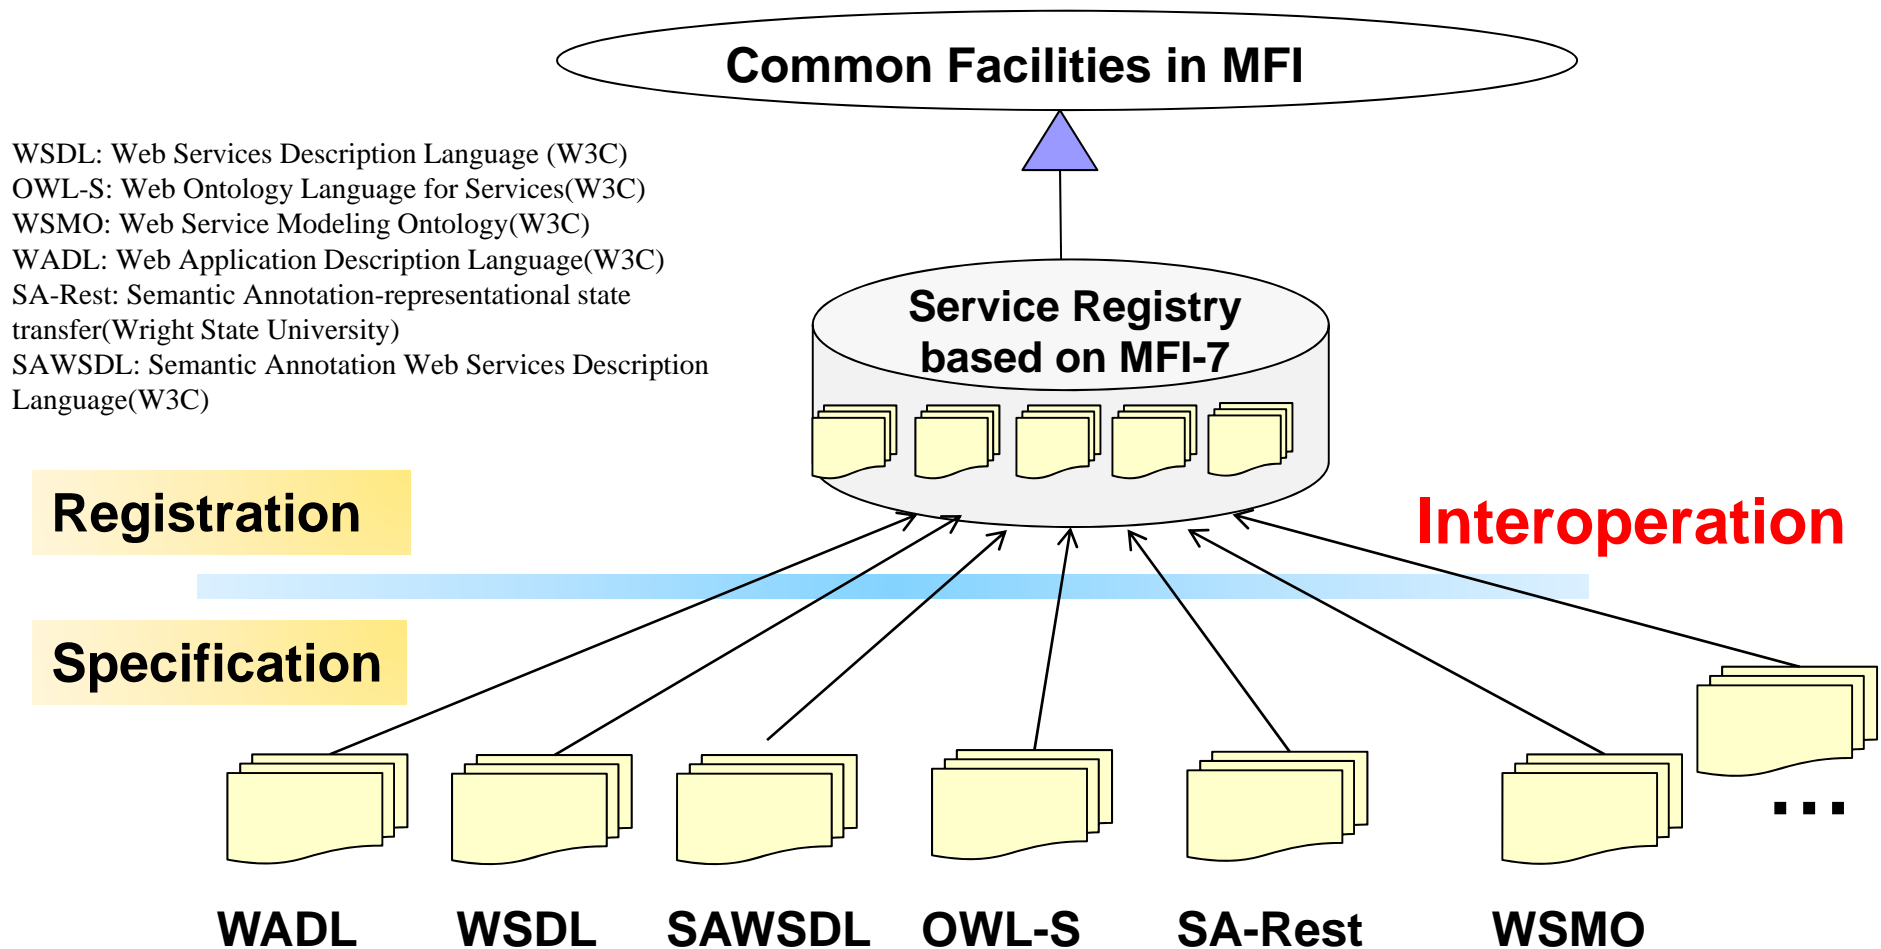 Common Facilities in MFI
WSDL: Web Services Description Language (W3C)
OWL-S: Web Ontology Language for Services(W3C)
WSMO: Web Service Modeling Ontology(W3C)
WADL: Web Application Description Language(W3C)
SA-Rest: Semantic Annotation-representational state
transfer(Wright State University)
SAWSDL: Semantic Annotation Web Services Description
Language(W3C)
Service Registry
based on MFI-7
Registration
Interoperation
Specification
...
WADL
WSDL
SAWSDL
OWL-S
SA-Rest
WSMO